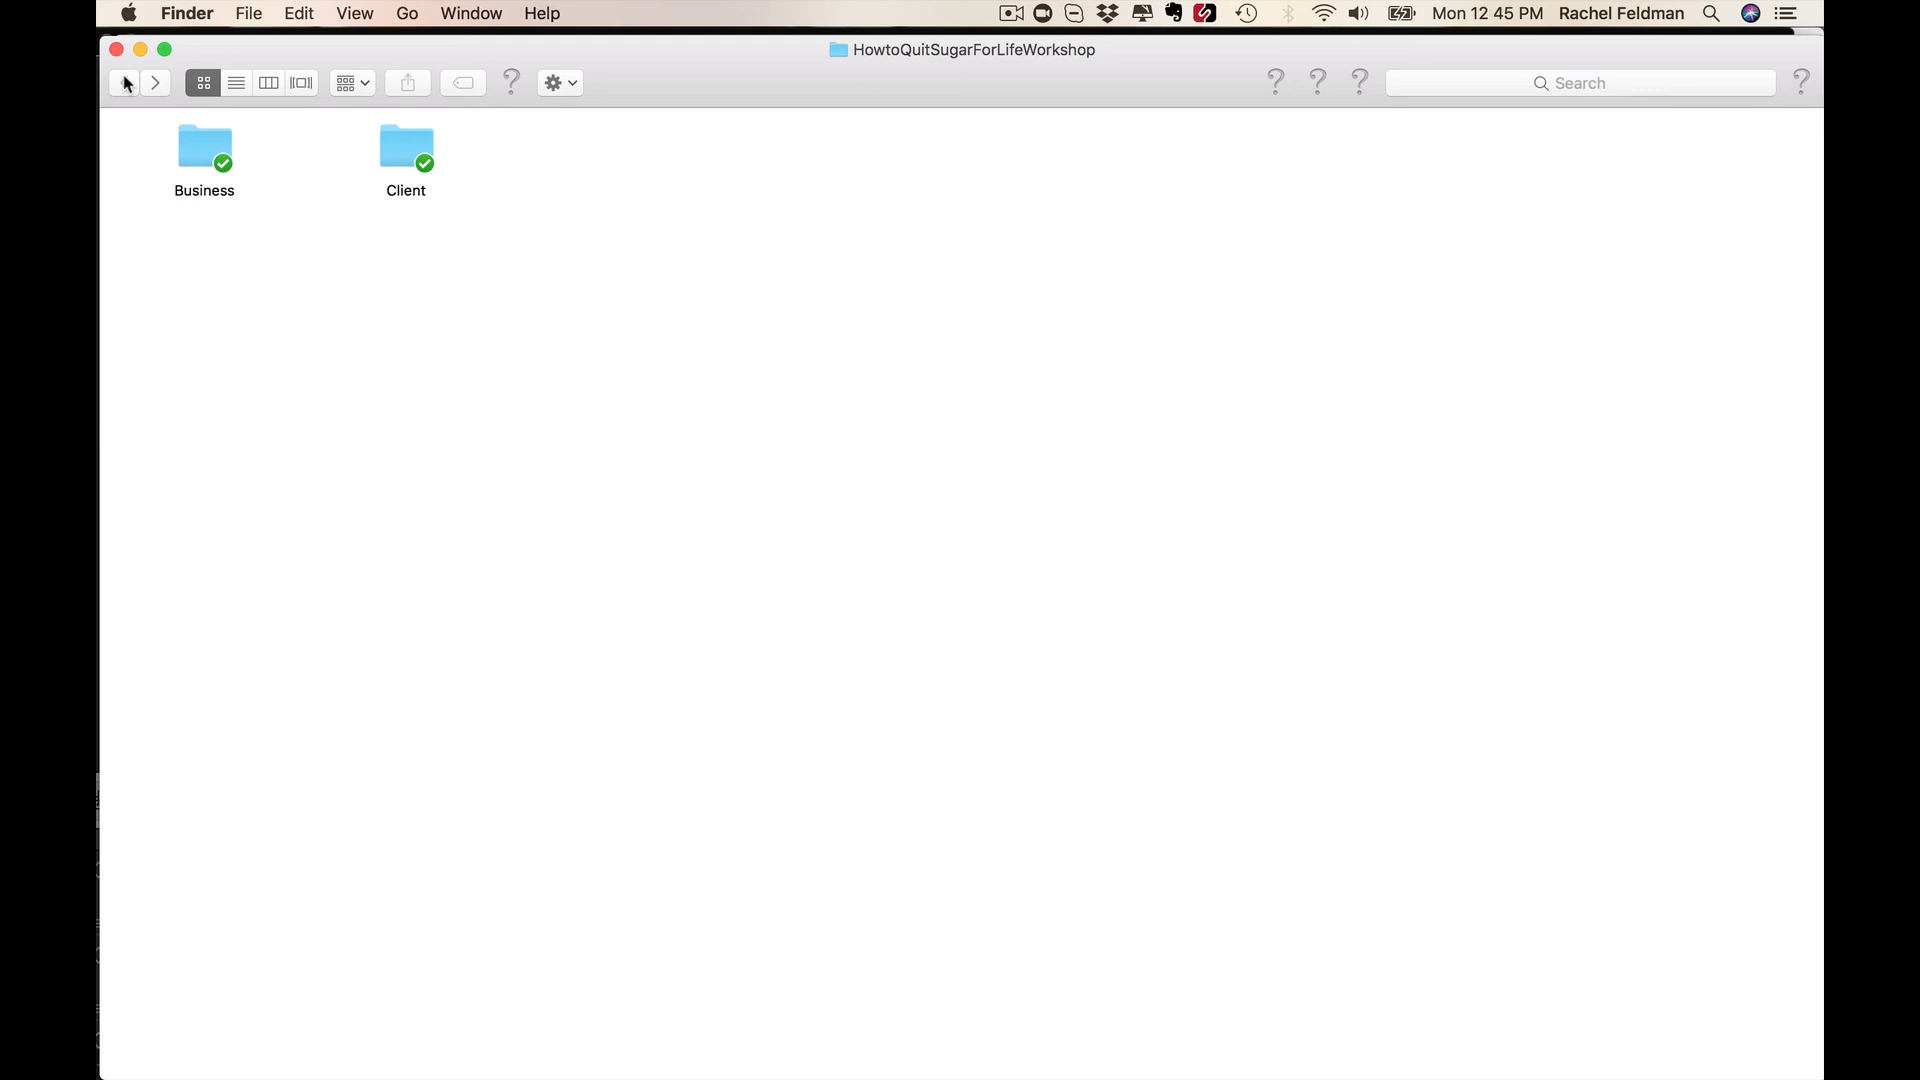 Finder File Edit View Go Window Help Mon 12 45 PM Rachel Feldman
HowtoQuitSugarForLifeWorkshop
? ? ? ? Search ?
Business Client